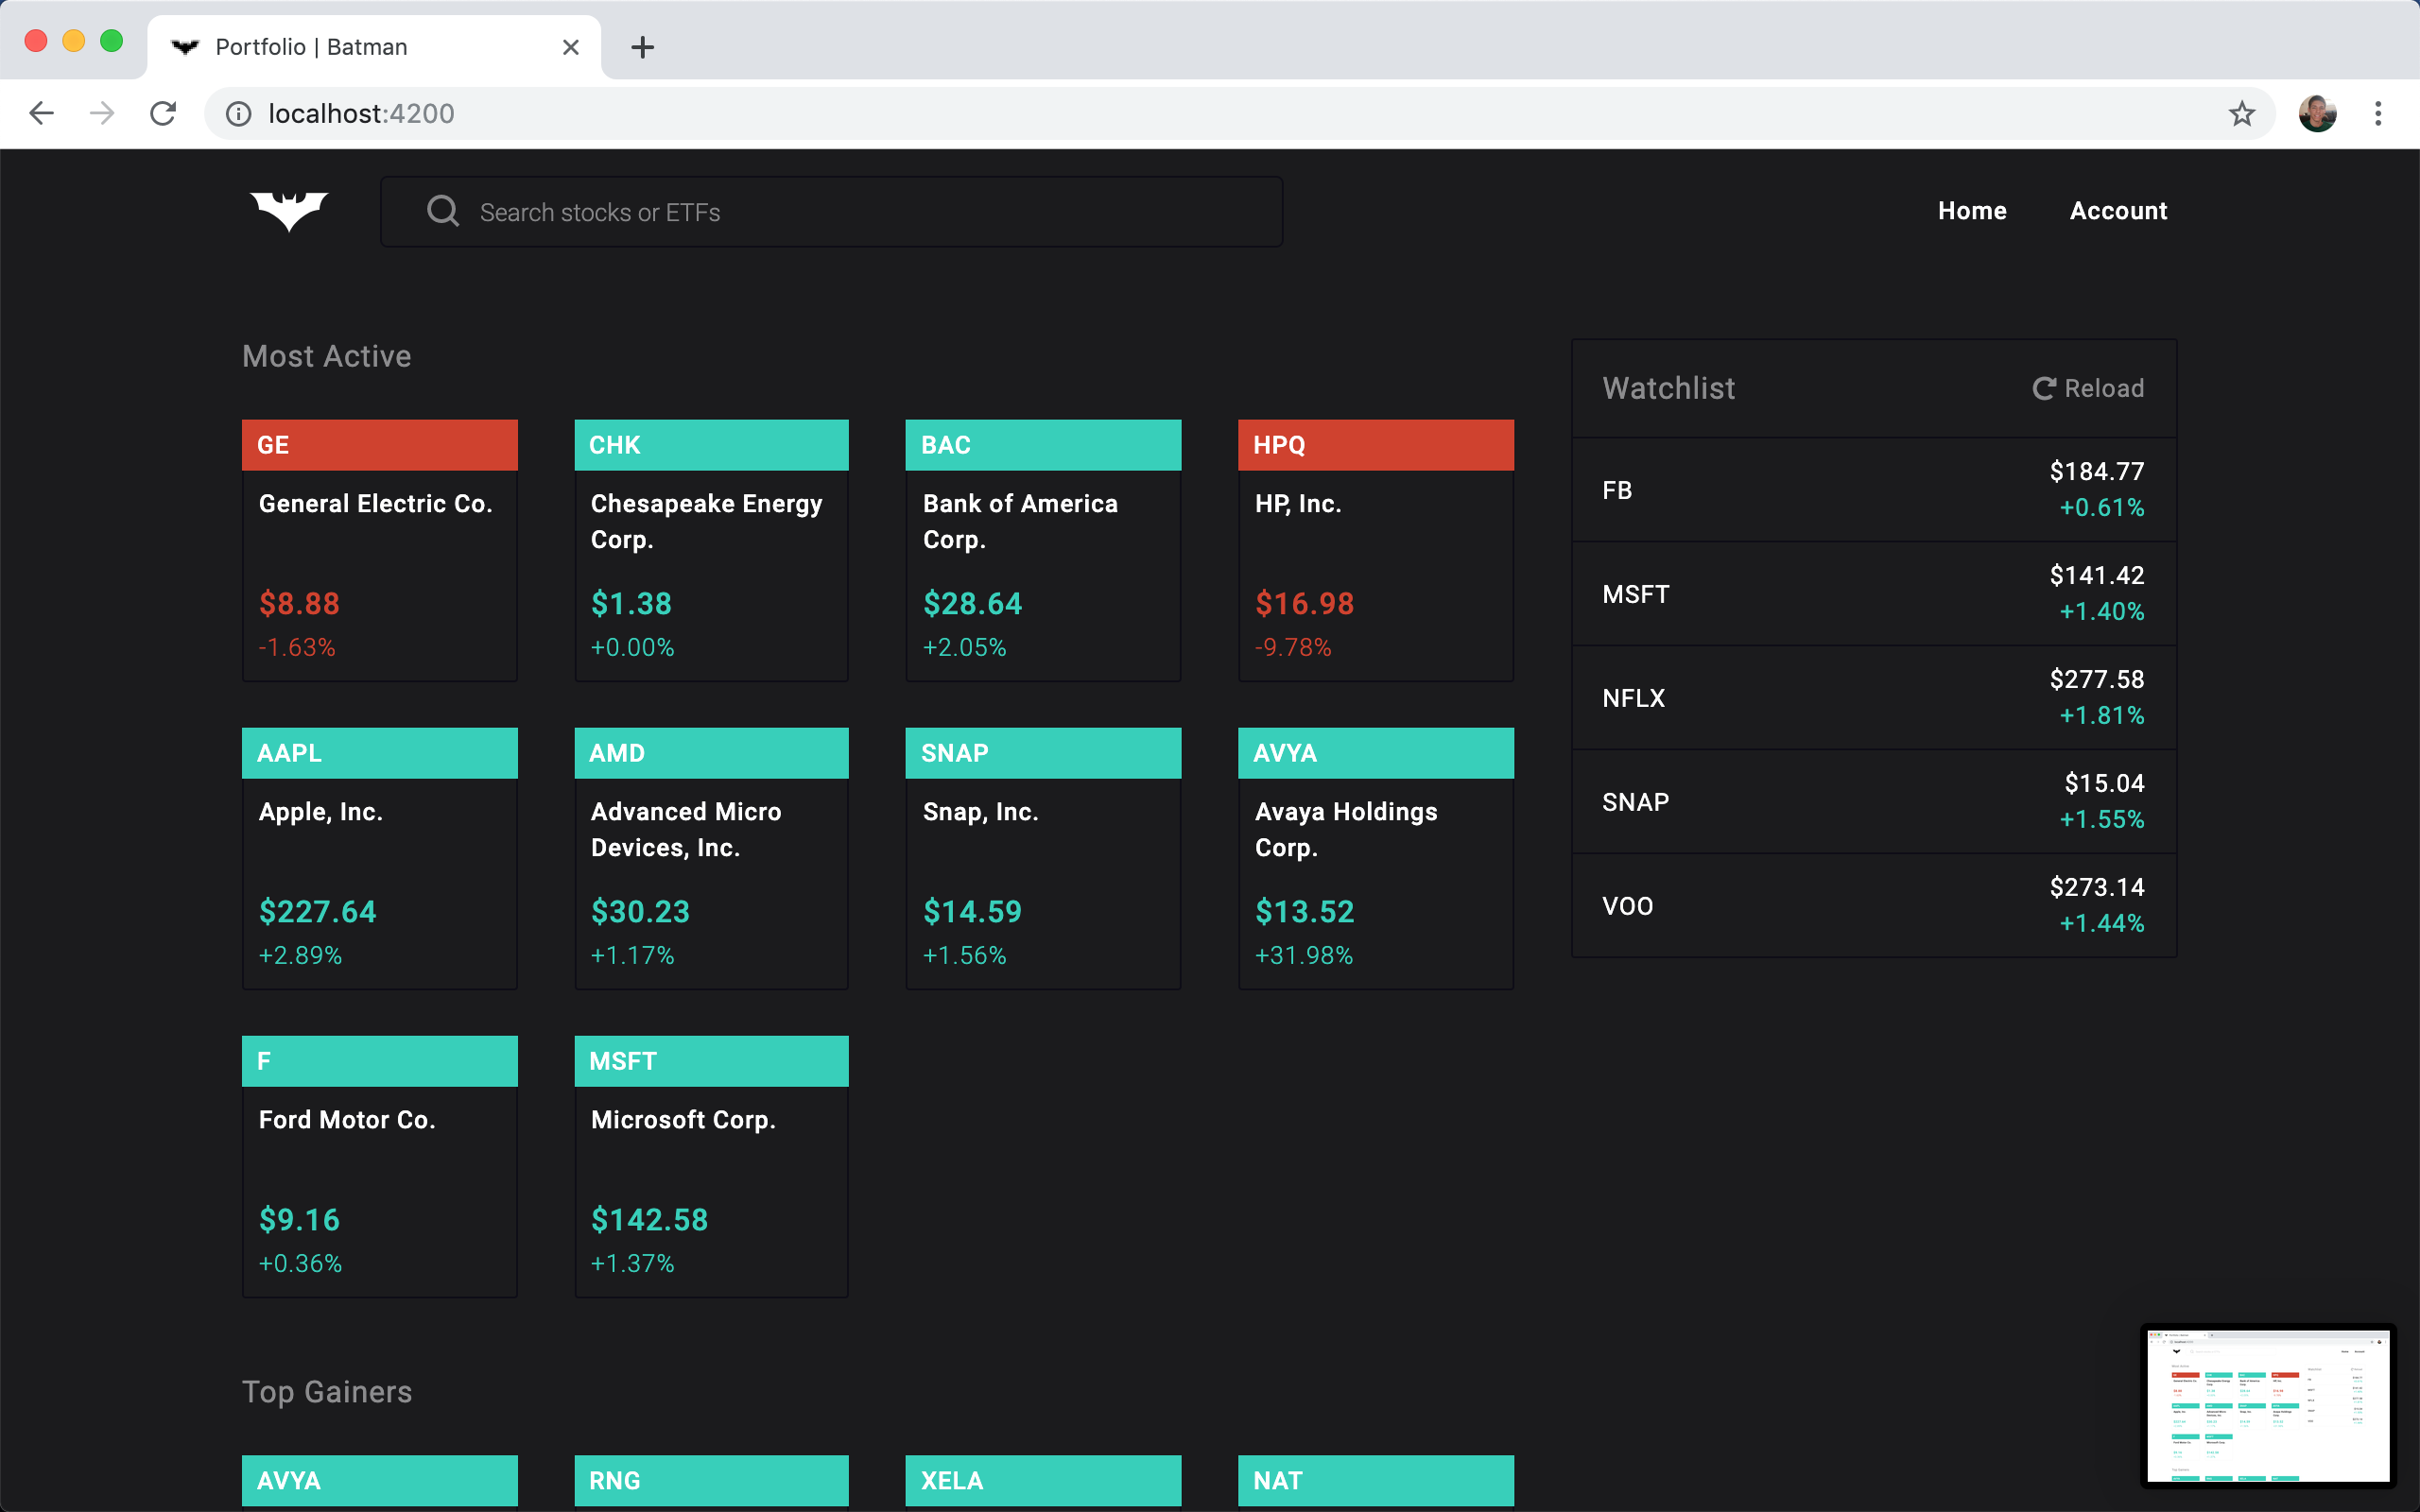 Portfolio | Batman
localhost:4200
Search stocks or ETFs
Home
Account
Most Active
GE
General Electric Co.
$8.88
-1.63%
CHK
Chesapeake Energy
Corp.
$1.38
+0.00%
BAC
Bank of America
Corp.
$28.64
+2.05%
HPQ
HP, Inc.
$16.98
-9.78%
AAPL
Apple, Inc.
$227.64
+2.89%
AMD
Advanced Micro
Devices, Inc.
$30.23
+1.17%
SNAP
Snap, Inc.
$14.59
+1.56%
AVYA
Avaya Holdings
Corp.
$13.52
+31.98%
F
Ford Motor Co.
$9.16
+0.36%
MSFT
Microsoft Corp.
$142.58
+1.37%
Top Gainers
AVYA
RNG
XELA
NAT
Watchlist
Reload
FB
$184.77
+0.61%
MSFT
$141.42
+1.40%
NFLX
$277.58
+1.81%
SNAP
$15.04
+1.55%
VOO
$273.14
+1.44%